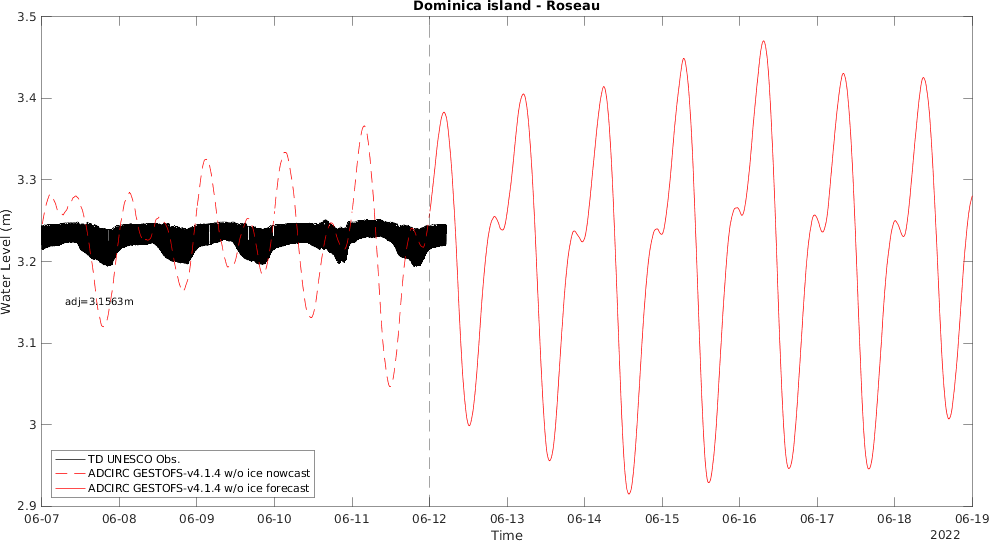 Dominica island - Roseau
3.5
3.4
3.3
3.2
3.1
3
2.9
Water Level (m)
adj=3.1563m
TD UNESCO Obs.
ADCIRC GESTOFS-v4.1.4 w/o ice nowcast
ADCIRC GESTOFS-v4.1.4 w/o ice forecast
06-07 06-08 06-09 06-10 06-11 06-12 06-13 06-14 06-15 06-16 06-17 06-18 06-19
Time
2022